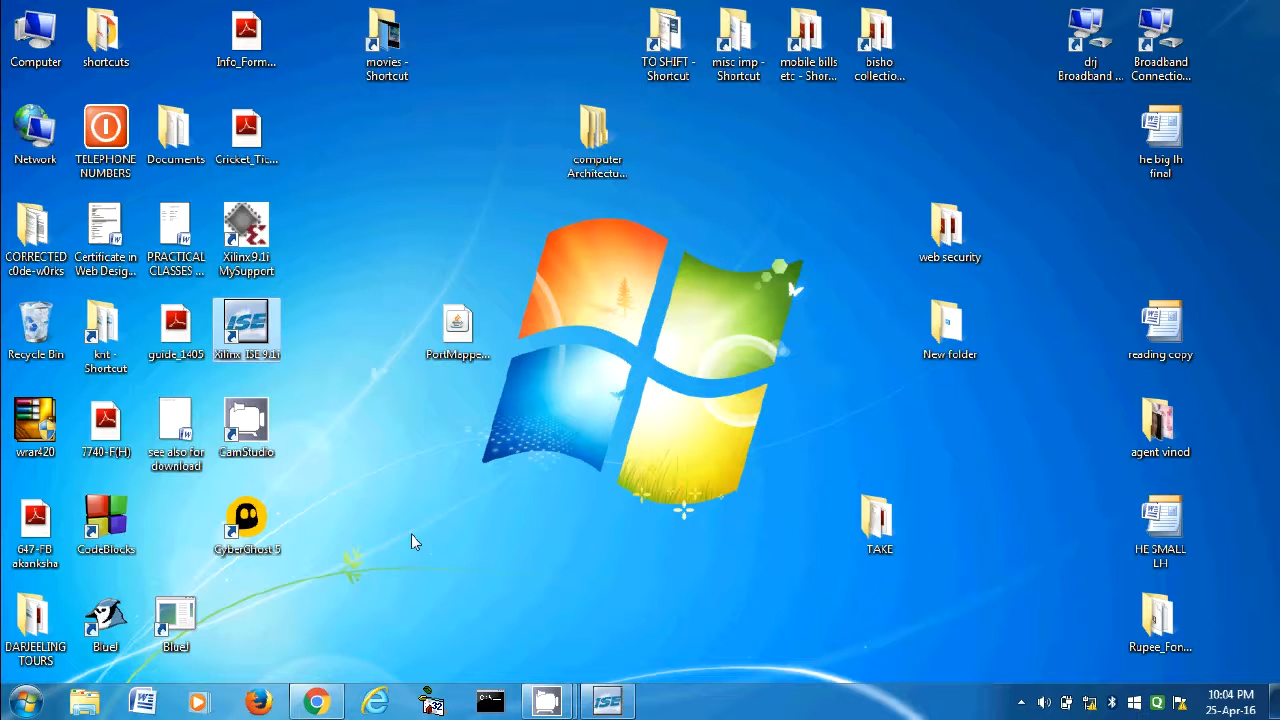 Computer
shortcuts
Info_Form...
movies -
Shortcut
TO SHIFT -
Shortcut
misc imp -
Shortcut
mobile bills
etc - Shor...
bisho
collectio...
drj
Broadband ...
Broadband
Connectio...
Network
TELEPHONE
NUMBERS
Documents
Cricket_Tic...
computer
Architectu...
he big lh
final
CORRECTED
c0de-w0rks
Certificate in
Web Desig...
PRACTICAL
CLASSES ...
Xilinx9.1i
MySupport
web security
Recycle Bin
knt -
Shortcut
guide_1405
ISE
Xilinx ISE 9.1i
PortMappe...
New folder
reading copy
wrar420
7740-F(H)
see also for
download
CamStudio
agent vinod
647-FB
akanksha
CodeBlocks
CyberGhost 5
TAKE
HE SMALL
LH
DARJEELING
TOURS
BlueJ
BlueJ
Rupee_Fon...
32
C:\_
ISE
10:04 PM
25-Apr-16